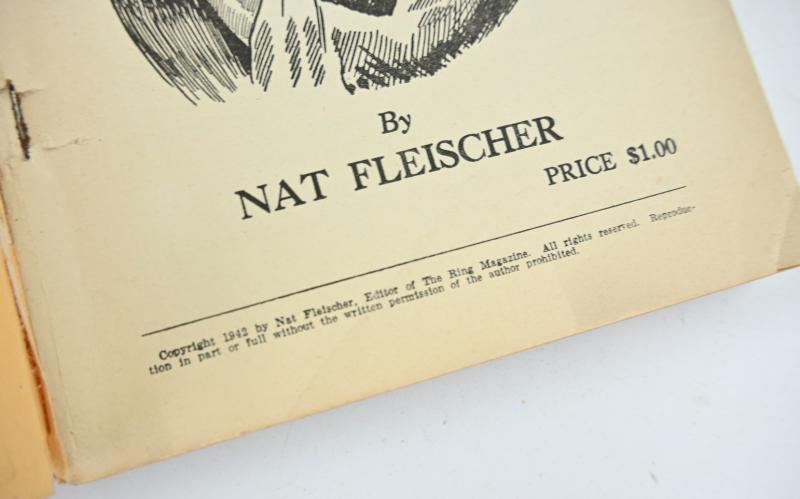 By
NAT FLEISCHER
PRICE $1.00
Copyright 1942 by Nat Fleischer, Editor of The Ring Magazine. All rights reserved. Reproduc-
tion in part or full without the written permission of the author prohibited.